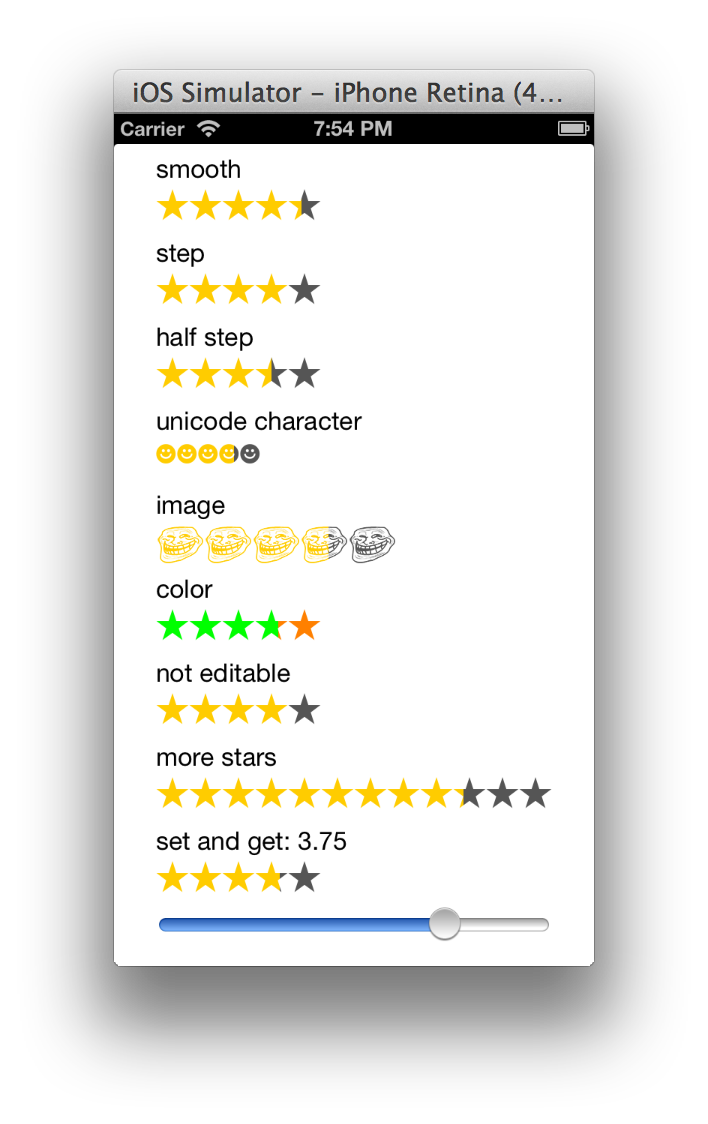 iOS Simulator – iPhone Retina (4…
Carrier 7:54 PM
smooth
step
half step
unicode character
image
color
not editable
more stars
set and get: 3.75